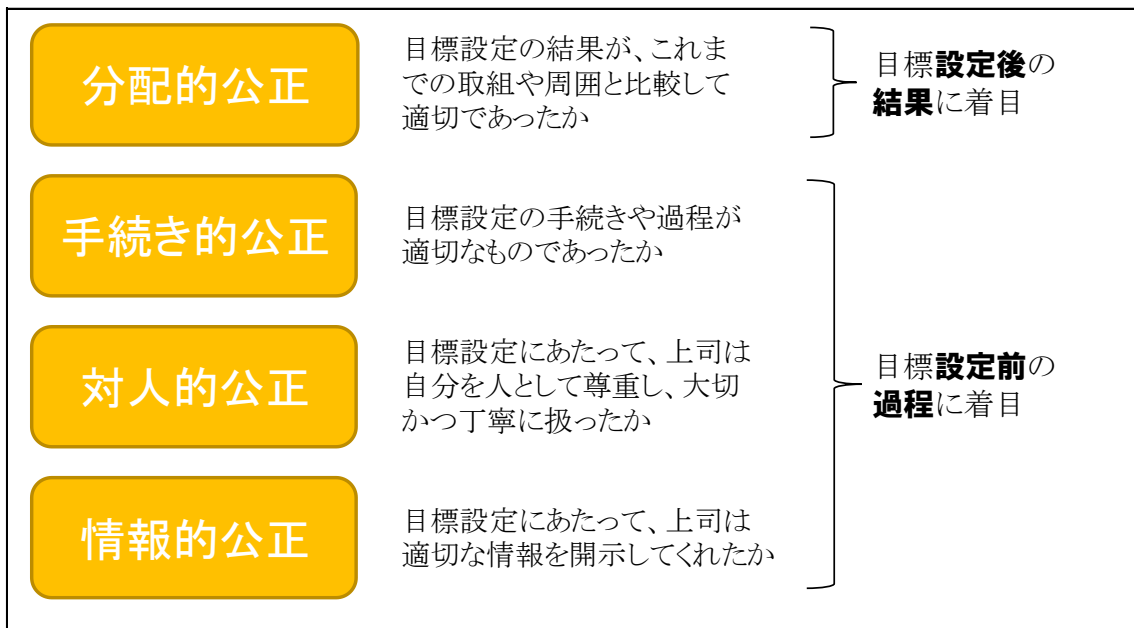 分配的公正
目標設定の結果が、これま
での取組や周囲と比較して
適切であったか
目標設定後の
結果に着目
手続き的公正
目標設定の手続きや過程が
適切なものであったか
対人的公正
目標設定にあたって、上司は
自分を人として尊重し、大切
かつ丁寧に扱ったか
目標設定前の
過程に着目
情報的公正
目標設定にあたって、上司は
適切な情報を開示してくれたか